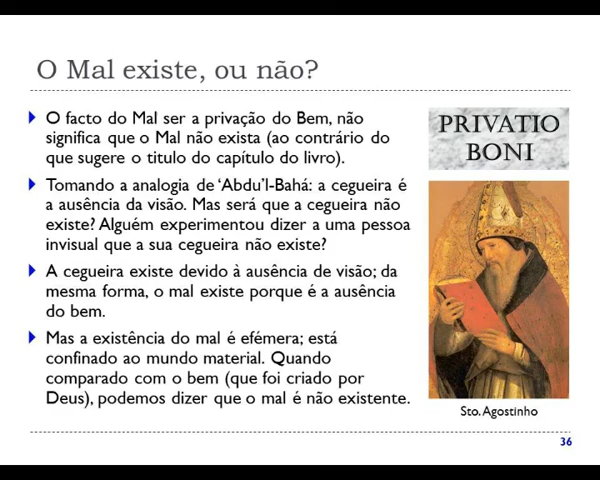 O Mal existe, ou não?
O facto do Mal ser a privação do Bem, não
significa que o Mal não exista (ao contrário do
que sugere o titulo do capítulo do livro).
Tomando a analogia de ‘Abdu’l-Bahá: a cegueira é
a ausência da visão. Mas será que a cegueira não
existe? Alguém experimentou dizer a uma pessoa
invisual que a sua cegueira não existe?
A cegueira existe devido à ausência de visão; da
mesma forma, o mal existe porque é a ausência
do bem.
Mas a existência do mal é efémera; está
confinado ao mundo material. Quando
comparado com o bem (que foi criado por
Deus), podemos dizer que o mal é não existente.
PRIVATIO
BONI
Sto. Agostinho
36